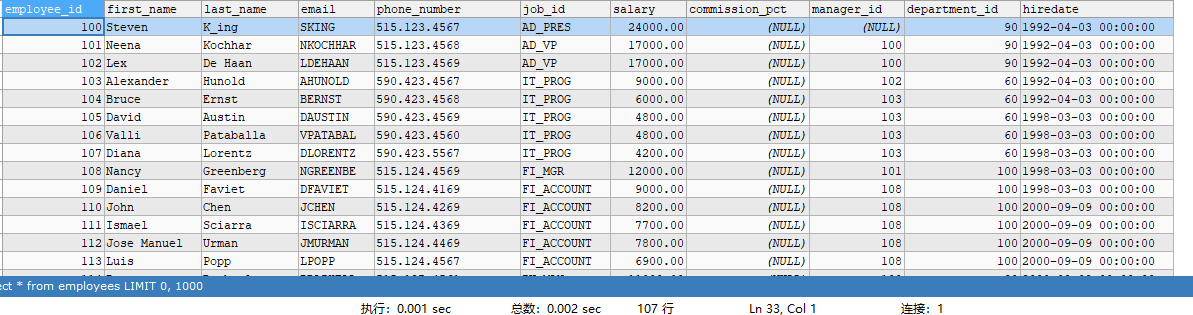 employee_id first_name last_name email phone_number job_id salary commission_pct manager_id department_id hiredate
100 Steven K_ing SKING 515.123.4567 AD_PRES 24000.00 (NULL) (NULL) 90 1992-04-03 00:00:00
101 Neena Kochhar NKOCHHAR 515.123.4568 AD_VP 17000.00 (NULL) 100 90 1992-04-03 00:00:00
102 Lex De Haan LDEHAAN 515.123.4569 AD_VP 17000.00 (NULL) 100 90 1992-04-03 00:00:00
103 Alexander Hunold AHUNOLD 590.423.4567 IT_PROG 9000.00 (NULL) 102 60 1992-04-03 00:00:00
104 Bruce Ernst BERNST 590.423.4568 IT_PROG 6000.00 (NULL) 103 60 1992-04-03 00:00:00
105 David Austin DAUSTIN 590.423.4569 IT_PROG 4800.00 (NULL) 103 60 1998-03-03 00:00:00
106 Valli Pataballa VPATABAL 590.423.4560 IT_PROG 4800.00 (NULL) 103 60 1998-03-03 00:00:00
107 Diana Lorentz DLORENTZ 590.423.5567 IT_PROG 4200.00 (NULL) 103 60 1998-03-03 00:00:00
108 Nancy Greenberg NGREENBE 515.124.4569 FI_MGR 12000.00 (NULL) 101 100 1998-03-03 00:00:00
109 Daniel Faviet DFAVIET 515.124.4169 FI_ACCOUNT 9000.00 (NULL) 108 100 1998-03-03 00:00:00
110 John Chen JCHEN 515.124.4269 FI_ACCOUNT 8200.00 (NULL) 108 100 2000-09-09 00:00:00
111 Ismael Sciarra ISCIARRA 515.124.4369 FI_ACCOUNT 7700.00 (NULL) 108 100 2000-09-09 00:00:00
112 Jose Manuel Urman JMURMAN 515.124.4469 FI_ACCOUNT 7800.00 (NULL) 108 100 2000-09-09 00:00:00
113 Luis Popp LPOPP 515.124.4567 FI_ACCOUNT 6900.00 (NULL) 108 100 2000-09-09 00:00:00
ect * from employees LIMIT 0, 1000
执行: 0.001 sec 总数: 0.002 sec 107 行 Ln 33, Col 1 连接: 1